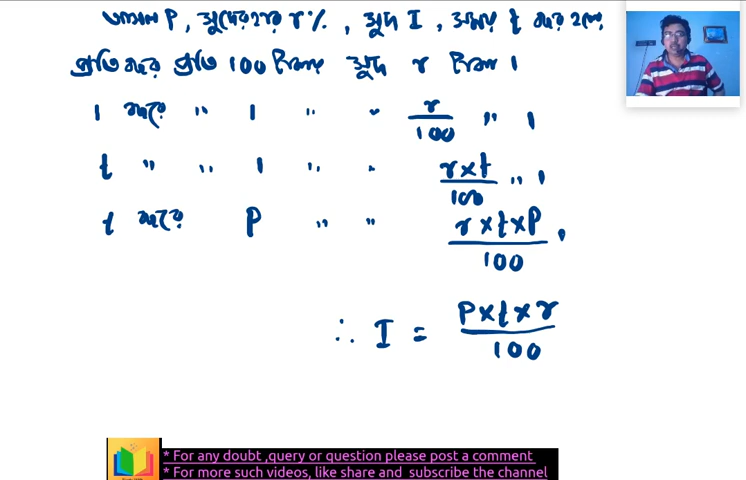 আসল P, সুদের হার r%, সুদ I, সময় t বছর হলে,
প্রতি বছর প্রতি 100 টাকায় সুদ r টাকা।
1 বছরে " 1 " " r/100 " ।
t " " 1 " " r×t/100 " ।
t বছরে P " " r×t×P/100 ।
∴ I = P×t×r/100
* For any doubt ,query or question please post a comment
* For more such videos, like share and subscribe the channel